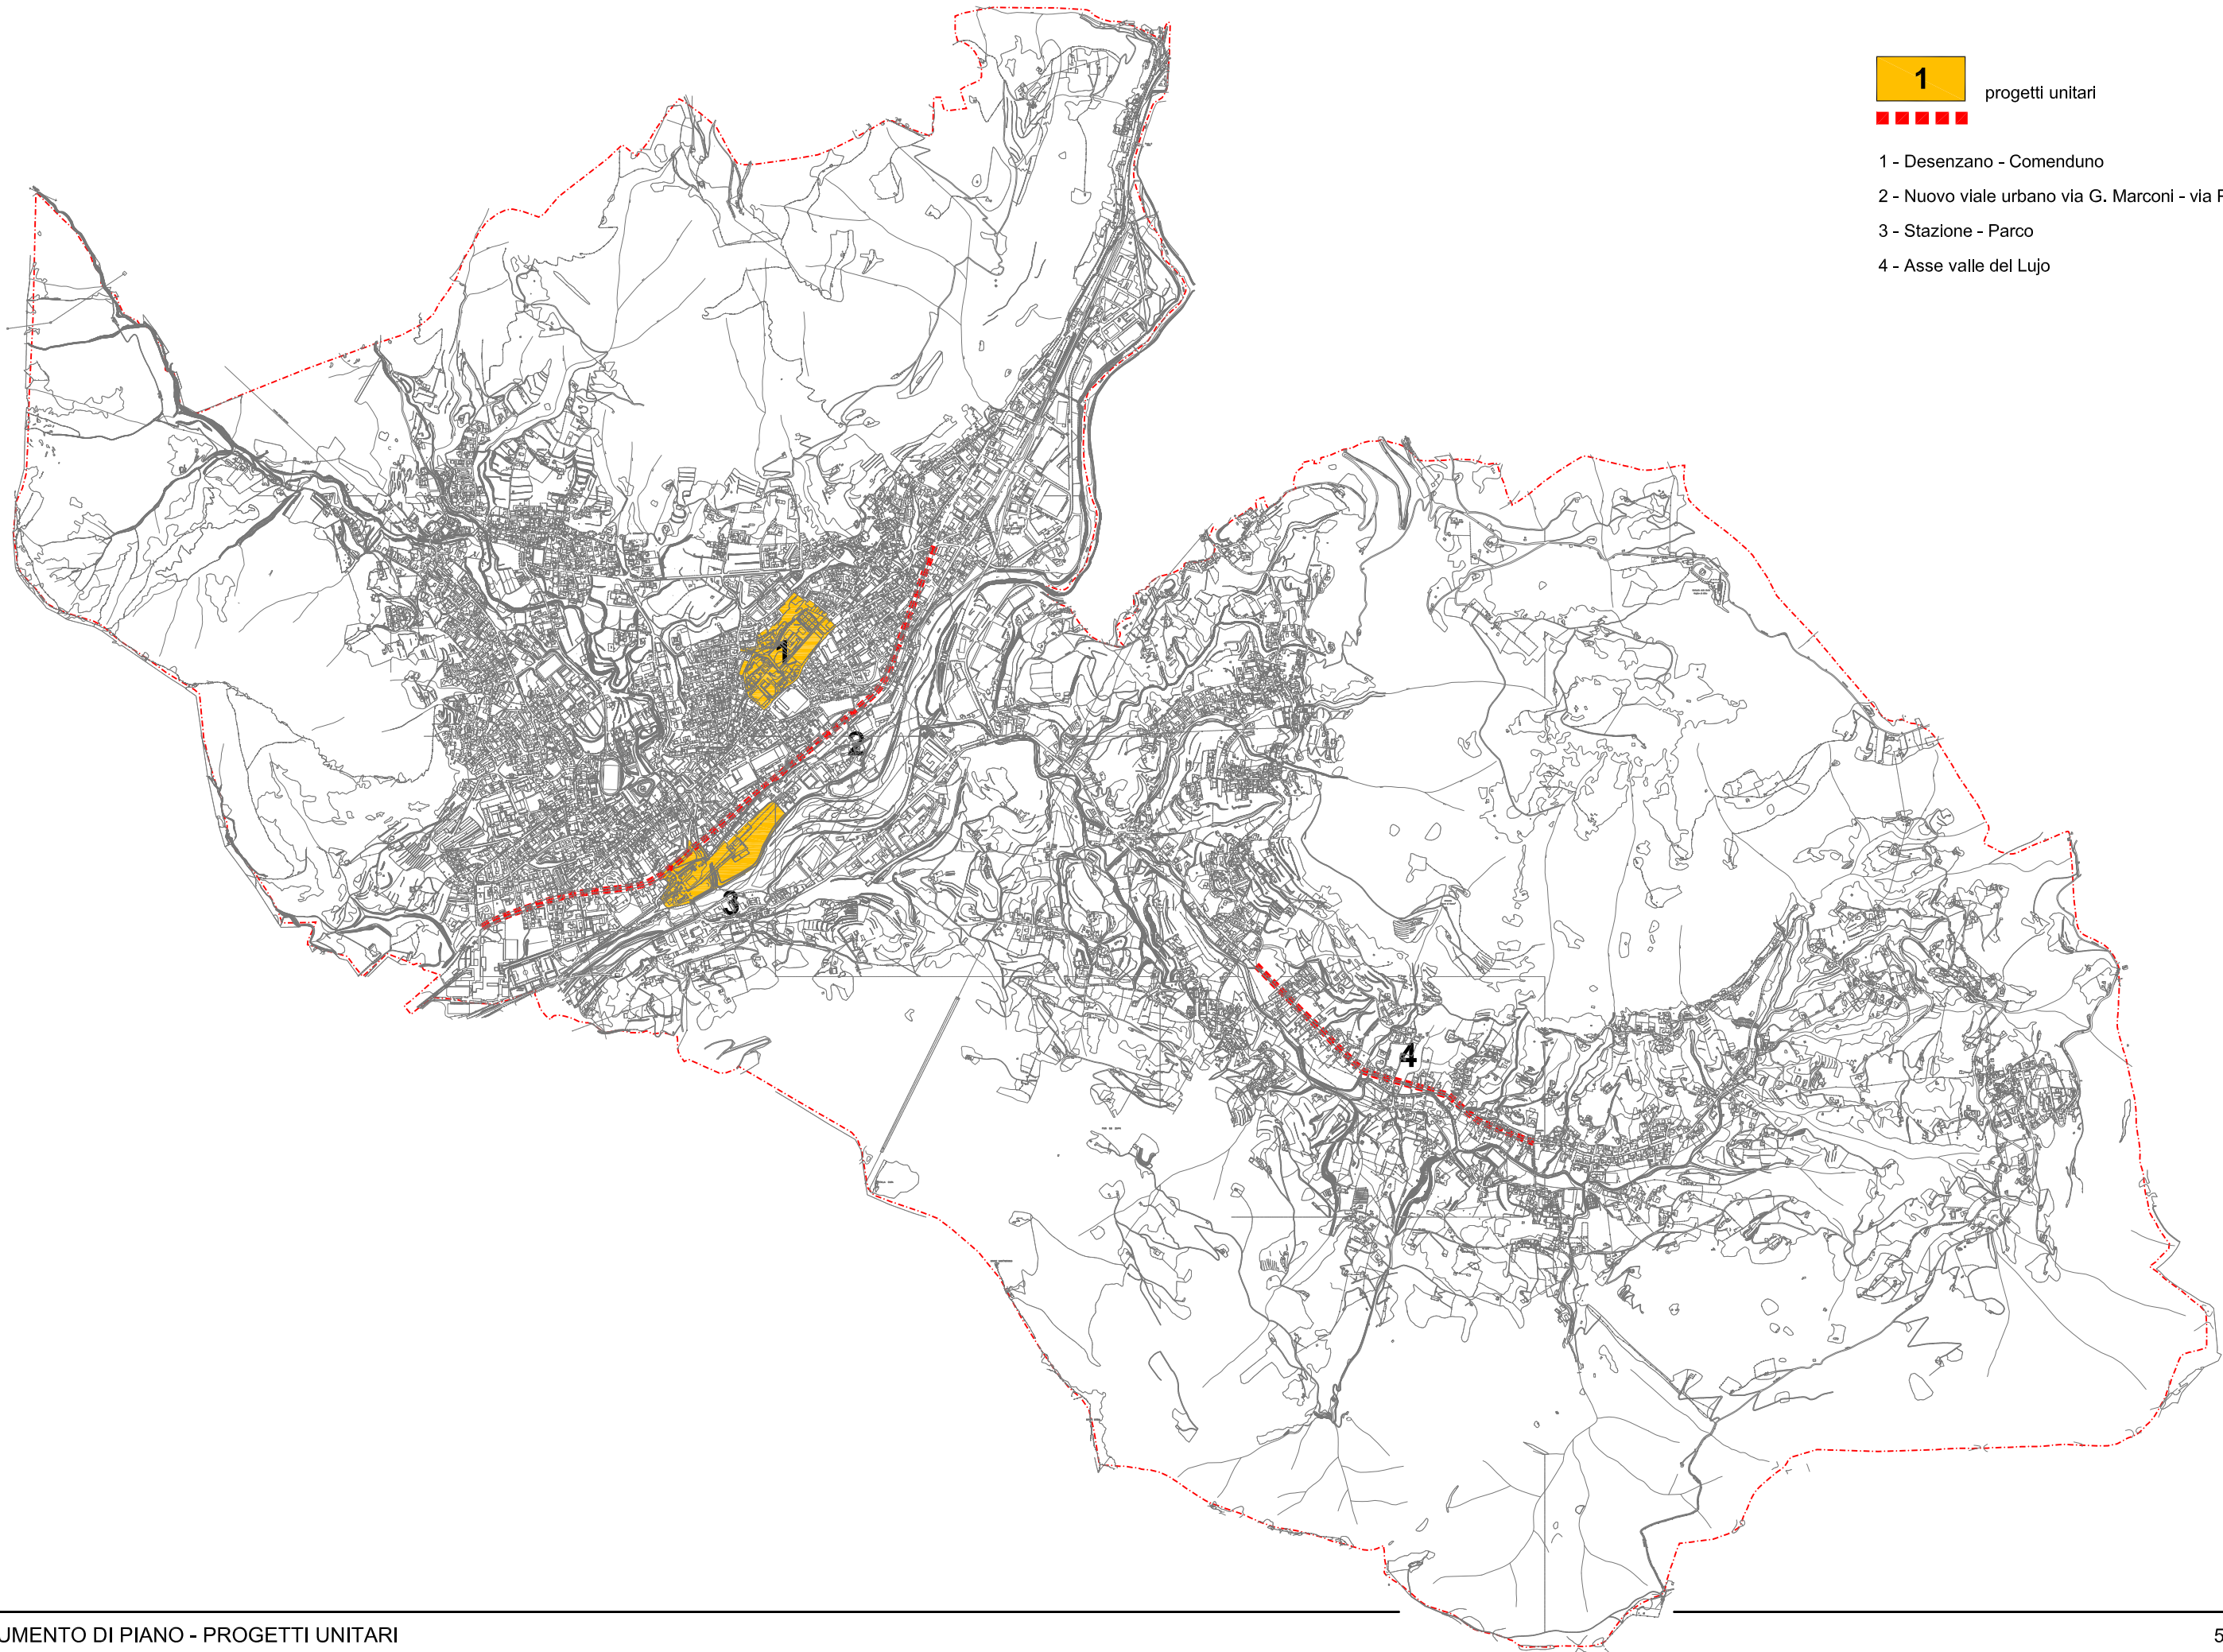 1
progetti unitari
1 - Desenzano - Comenduno
2 - Nuovo viale urbano via G. Marconi - via
3 - Stazione - Parco
4 - Asse valle del Lujo
1
2
3
4
DI PIANO - PROGETTI UNITARI
5